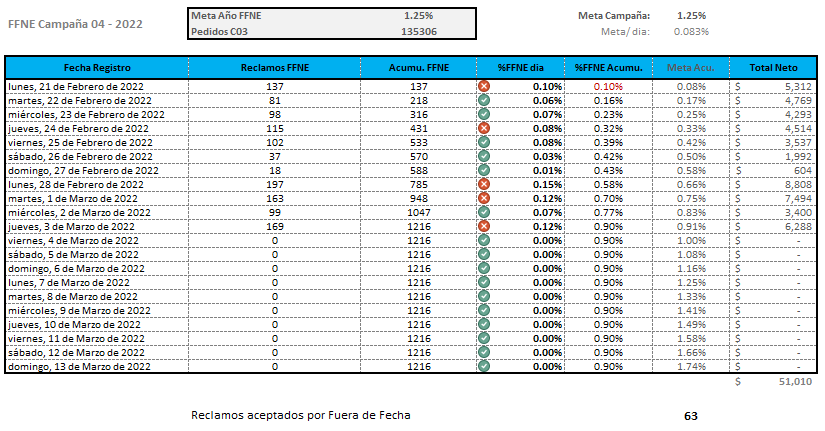 FFNE Campaña 04 - 2022
Meta Año FFNE 1.25%
Pedidos C03 135306
Meta Campaña: 1.25%
Meta/ dia: 0.083%
Fecha Registro Reclamos FFNE Acumu. FFNE %FFNE dia %FFNE Acumu. Meta Acu. Total Neto
lunes, 21 de Febrero de 2022 137 137 0.10% 0.10% 0.08% $ 5,312
martes, 22 de Febrero de 2022 81 218 0.06% 0.16% 0.17% $ 4,769
miércoles, 23 de Febrero de 2022 98 316 0.07% 0.23% 0.25% $ 4,293
jueves, 24 de Febrero de 2022 115 431 0.08% 0.32% 0.33% $ 4,514
viernes, 25 de Febrero de 2022 102 533 0.08% 0.39% 0.42% $ 3,537
sábado, 26 de Febrero de 2022 37 570 0.03% 0.42% 0.50% $ 1,992
domingo, 27 de Febrero de 2022 18 588 0.01% 0.43% 0.58% $ 604
lunes, 28 de Febrero de 2022 197 785 0.15% 0.58% 0.66% $ 8,808
martes, 1 de Marzo de 2022 163 948 0.12% 0.70% 0.75% $ 7,494
miércoles, 2 de Marzo de 2022 99 1047 0.07% 0.77% 0.83% $ 3,400
jueves, 3 de Marzo de 2022 169 1216 0.12% 0.90% 0.91% $ 6,288
viernes, 4 de Marzo de 2022 0 1216 0.00% 0.90% 1.00% $ -
sábado, 5 de Marzo de 2022 0 1216 0.00% 0.90% 1.08% $ -
domingo, 6 de Marzo de 2022 0 1216 0.00% 0.90% 1.16% $ -
lunes, 7 de Marzo de 2022 0 1216 0.00% 0.90% 1.25% $ -
martes, 8 de Marzo de 2022 0 1216 0.00% 0.90% 1.33% $ -
miércoles, 9 de Marzo de 2022 0 1216 0.00% 0.90% 1.41% $ -
jueves, 10 de Marzo de 2022 0 1216 0.00% 0.90% 1.49% $ -
viernes, 11 de Marzo de 2022 0 1216 0.00% 0.90% 1.58% $ -
sábado, 12 de Marzo de 2022 0 1216 0.00% 0.90% 1.66% $ -
domingo, 13 de Marzo de 2022 0 1216 0.00% 0.90% 1.74% $ -
$ 51,010
Reclamos aceptados por Fuera de Fecha 63